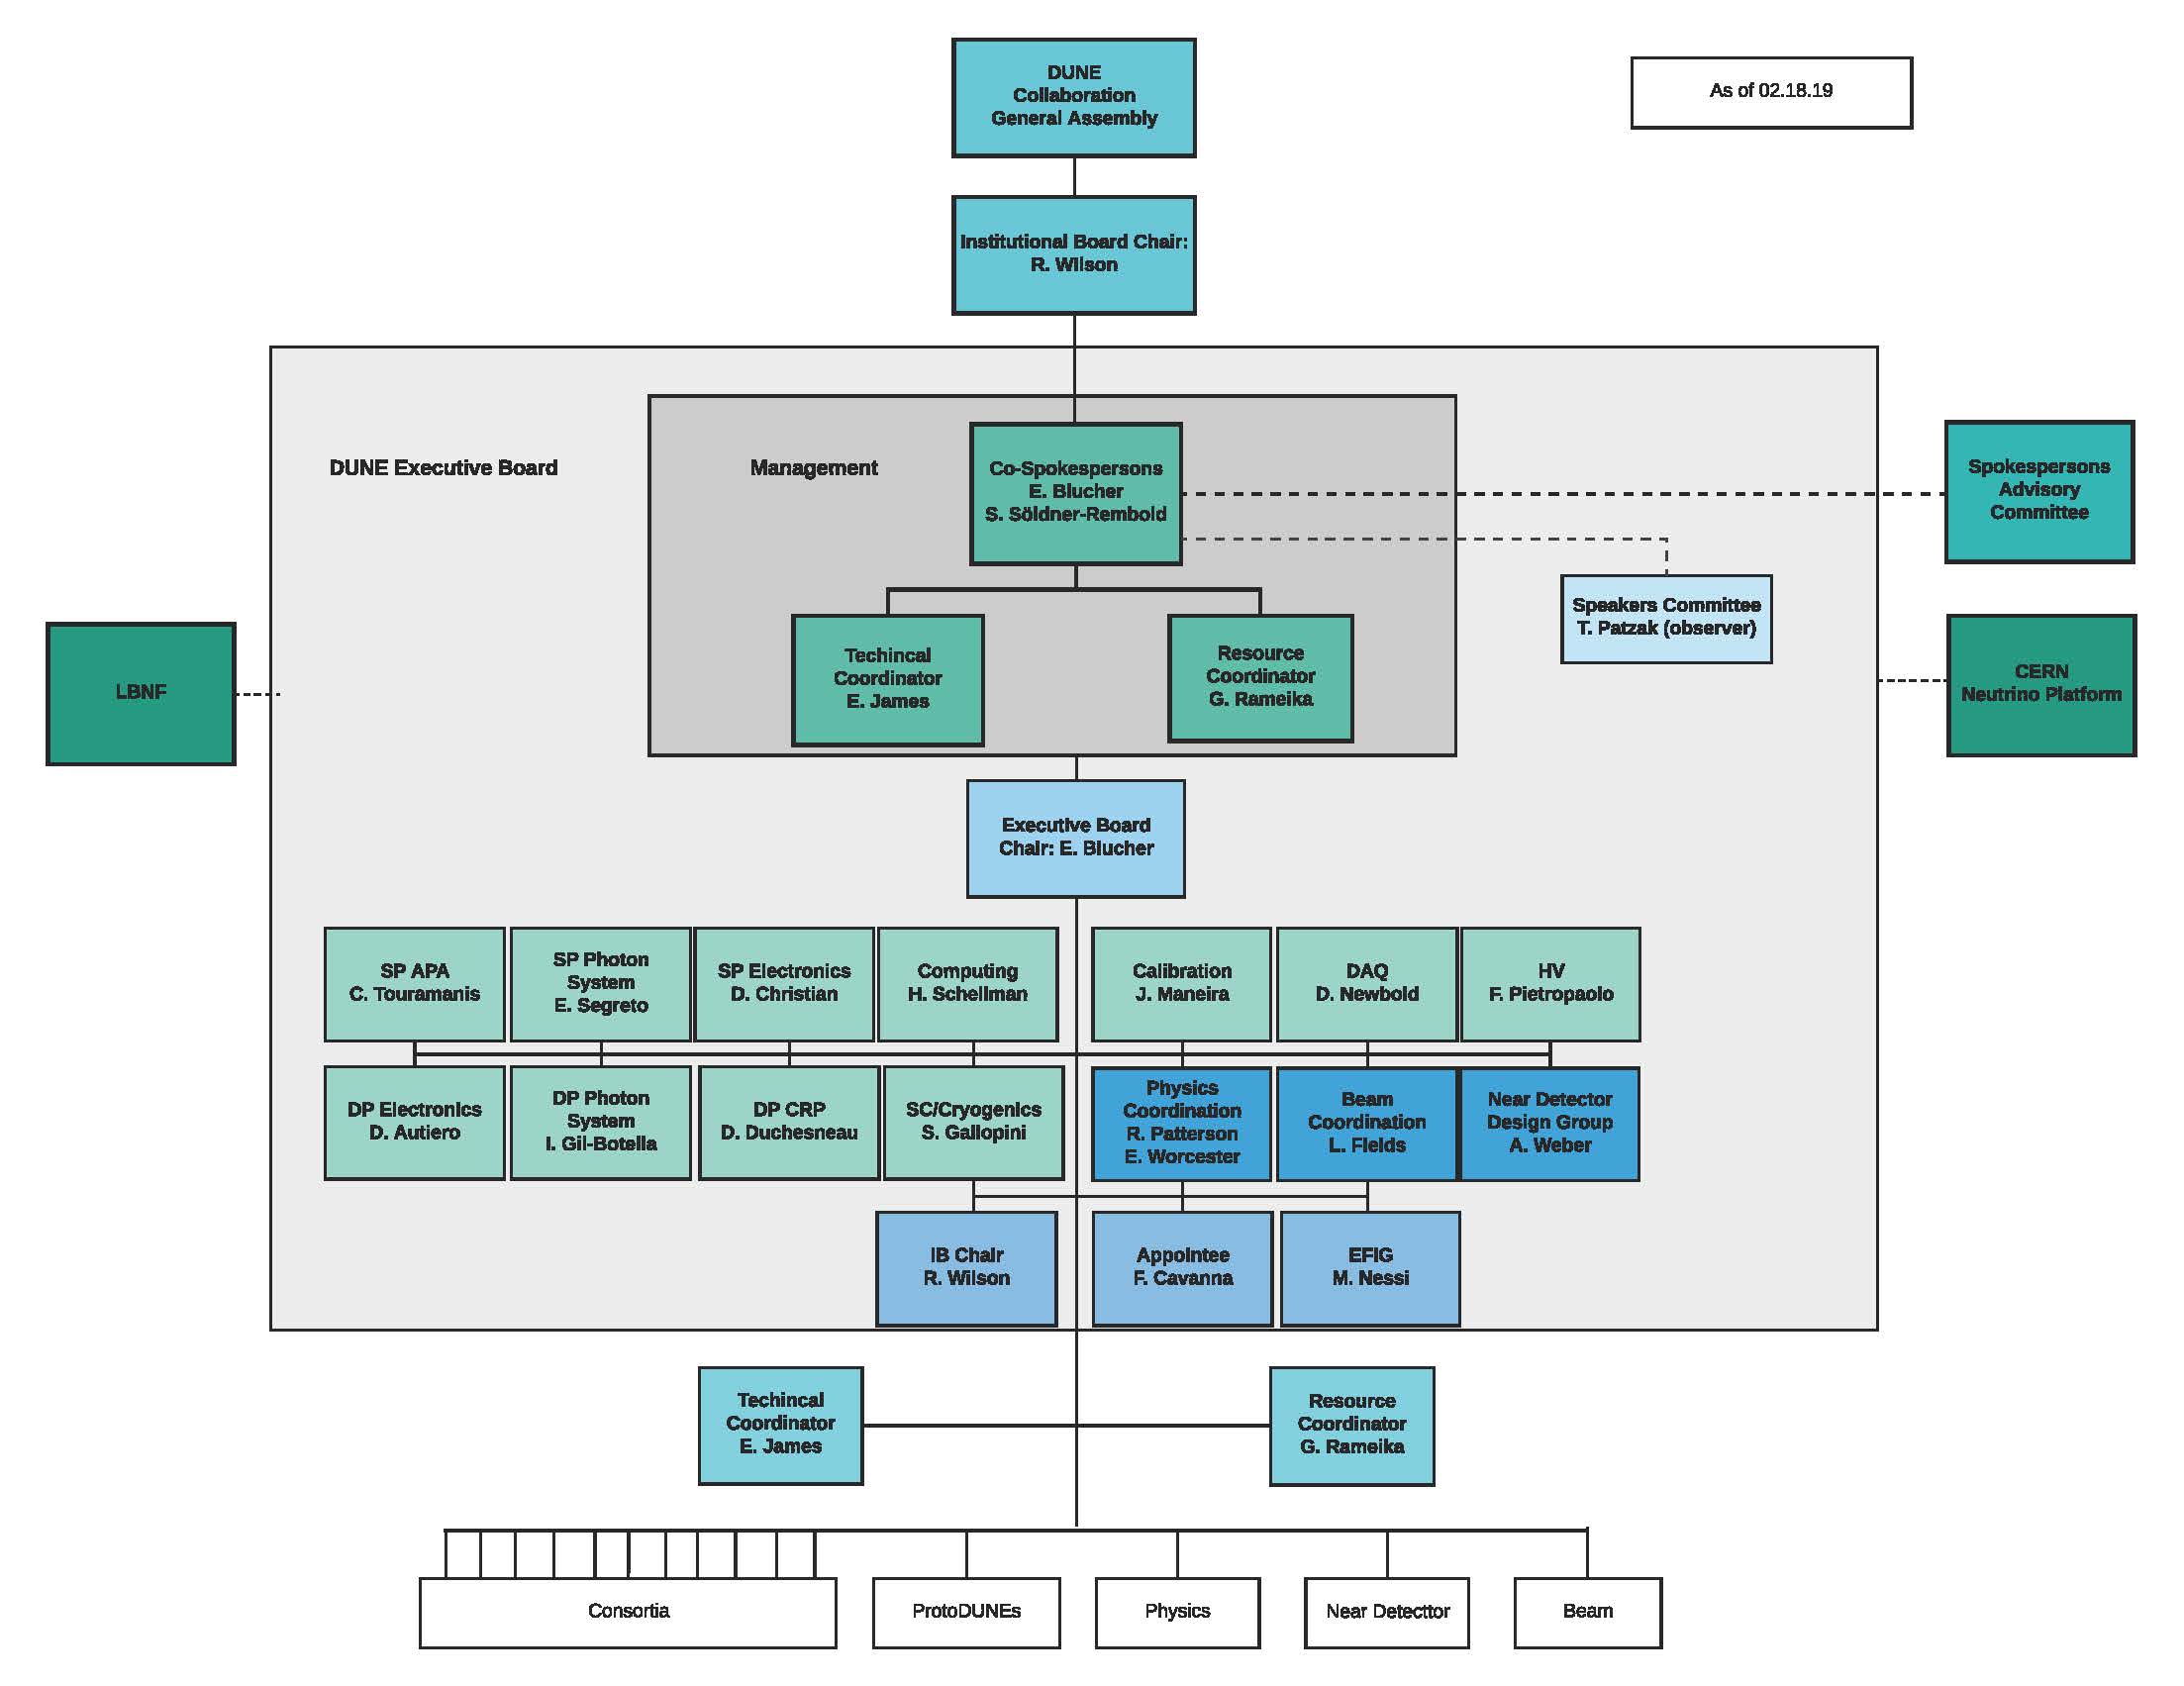 DUNE
Collaboration
General Assembly
As of 02.18.19
Institutional Board Chair:
R. Wilson
DUNE Executive Board
Management
Co-Spokespersons
E. Blucher
S. Söldner-Rembold
Spokespersons
Advisory
Committee
Speakers Committee
T. Patzak (observer)
LBNF
Techincal
Coordinator
E. James
Resource
Coordinator
G. Rameika
CERN
Neutrino Platform
Executive Board
Chair: E. Blucher
SP APA
C. Touramanis
SP Photon
System
E. Segreto
SP Electronics
D. Christian
Computing
H. Schellman
Calibration
J. Maneira
DAQ
D. Newbold
HV
F. Pietropaolo
DP Electronics
D. Autiero
DP Photon
System
I. Gil-Botella
DP CRP
D. Duchesneau
SC/Cryogenics
S. Gallopini
Physics
Coordination
R. Patterson
E. Worcester
Beam
Coordination
L. Fields
Near Detector
Design Group
A. Weber
IB Chair
R. Wilson
Appointee
F. Cavanna
EFIG
M. Nessi
Techincal
Coordinator
E. James
Resource
Coordinator
G. Rameika
Consortia
ProtoDUNEs
Physics
Near Detecttor
Beam